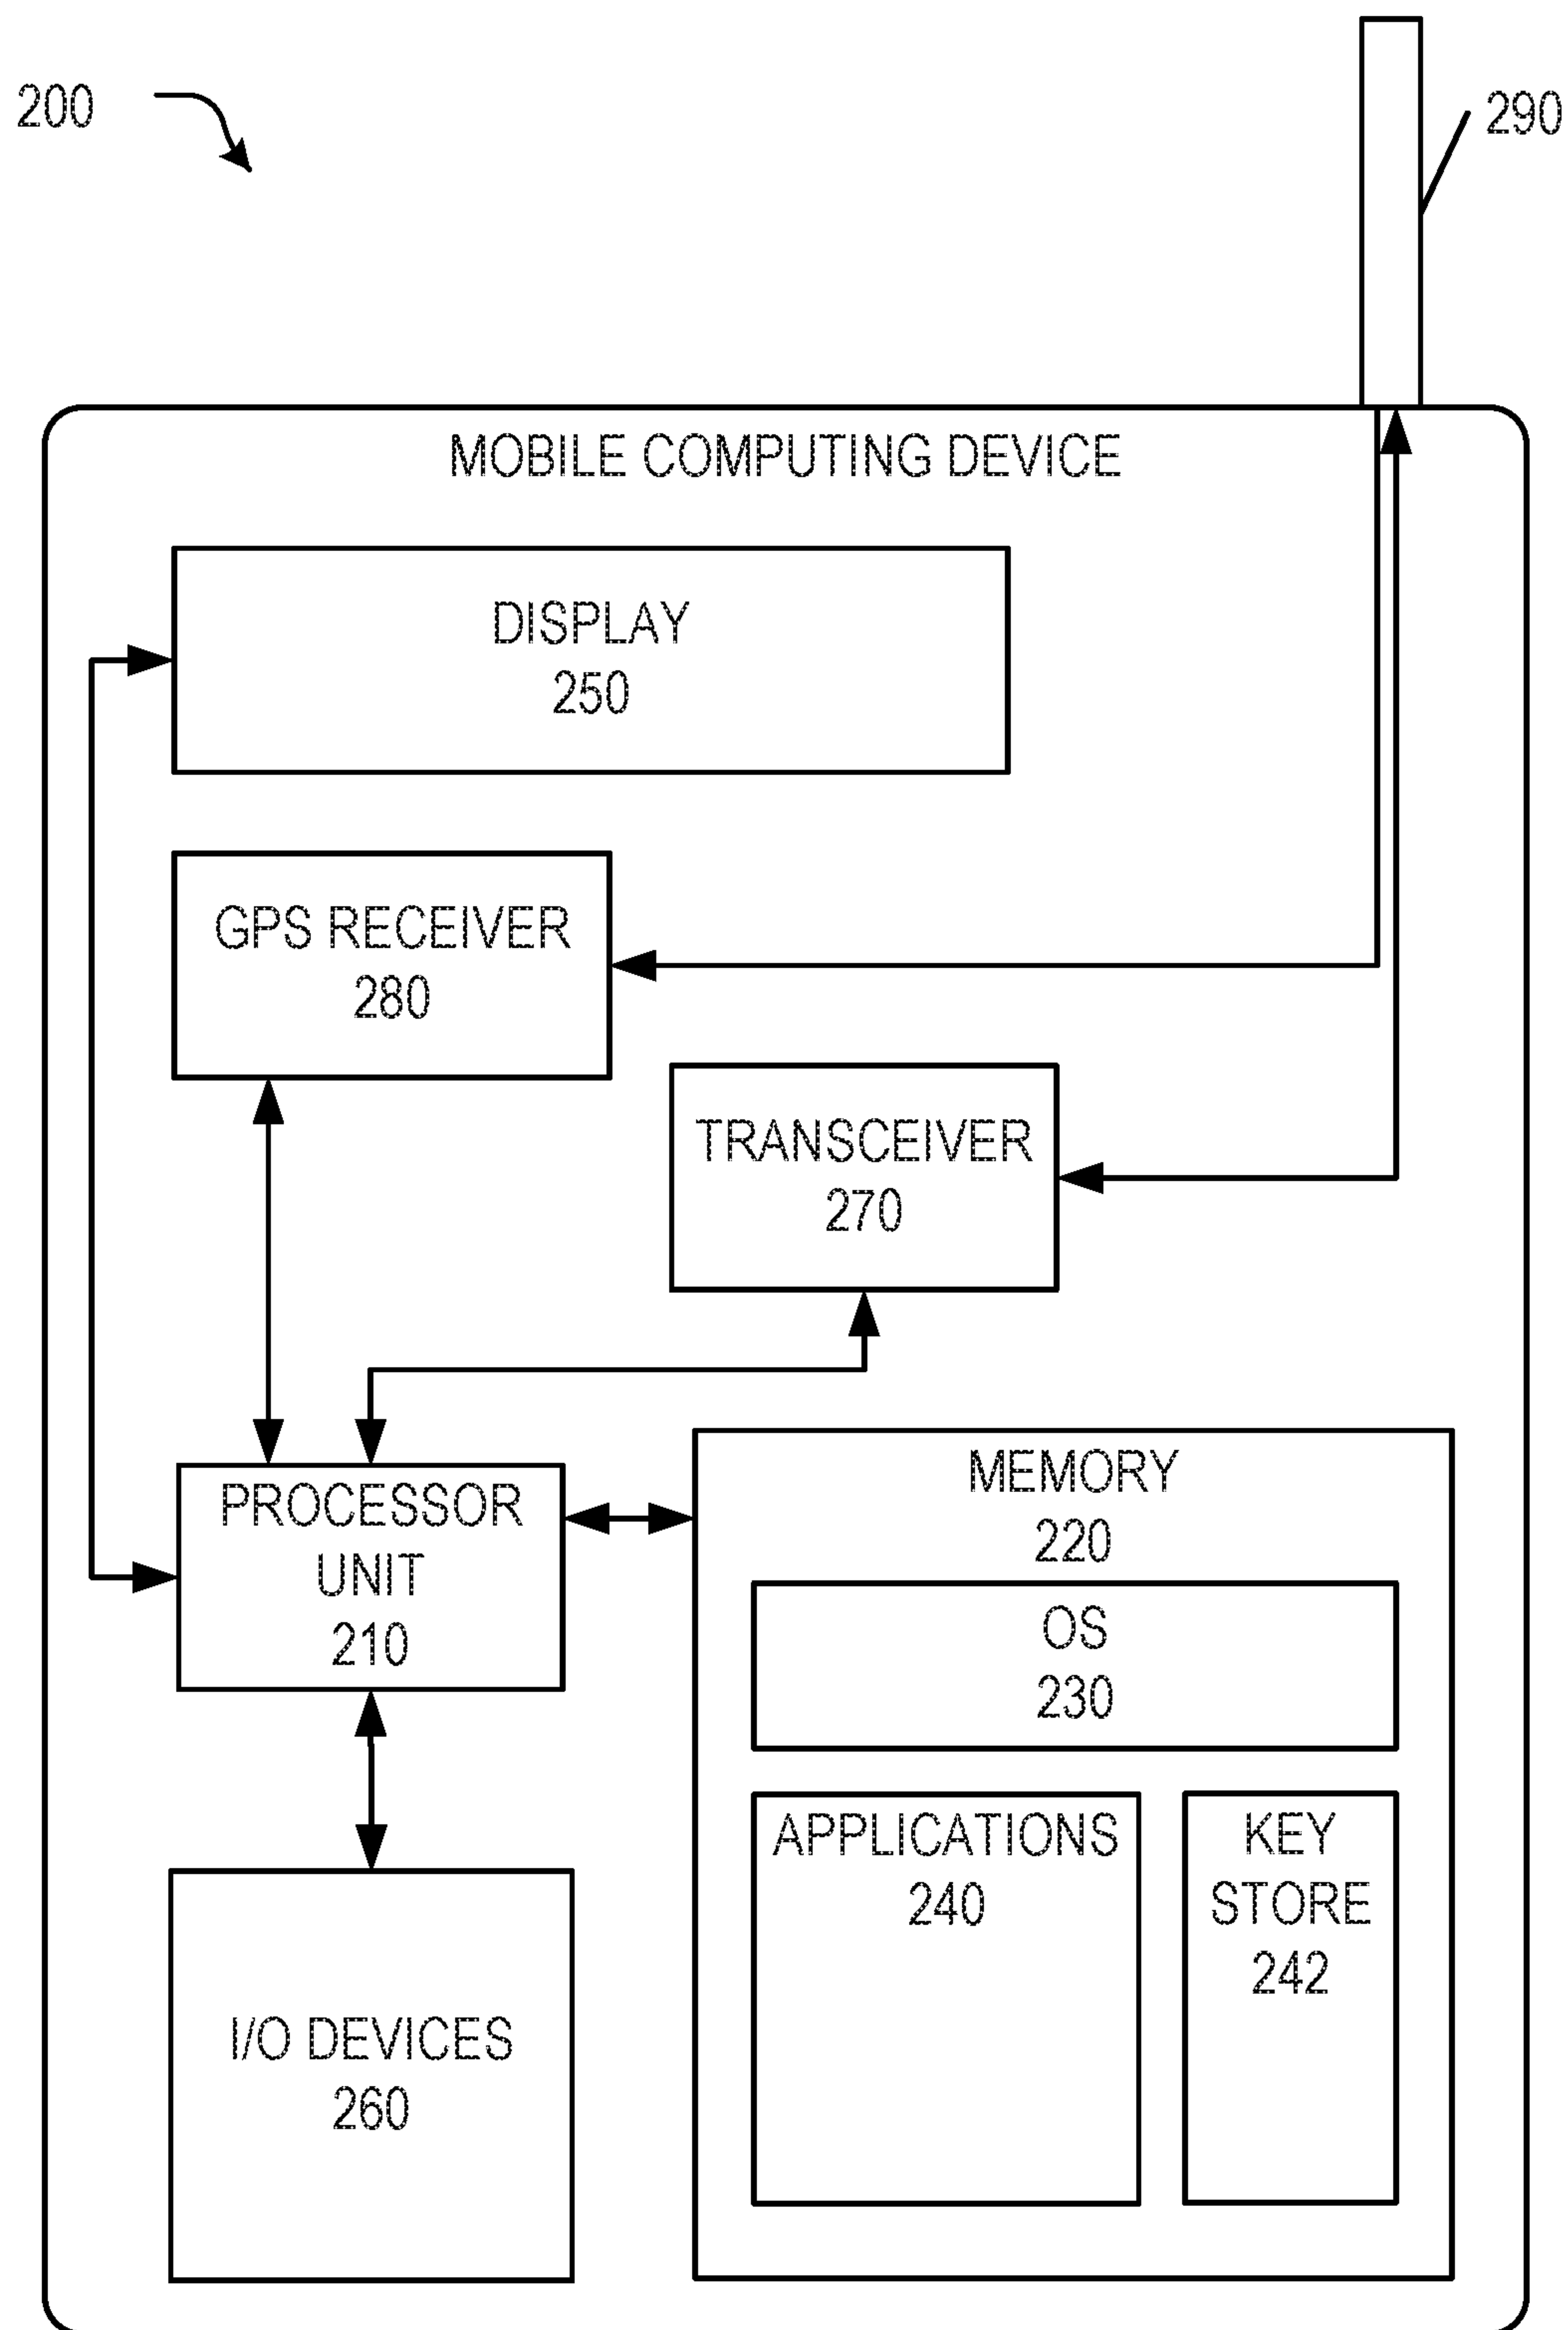 200
290
MOBILE COMPUTING DEVICE
DISPLAY
250
GPS RECEIVER
280
TRANSCEIVER
270
PROCESSOR
UNIT
210
MEMORY
220
OS
230
APPLICATIONS
240
KEY
STORE
242
I/O DEVICES
260